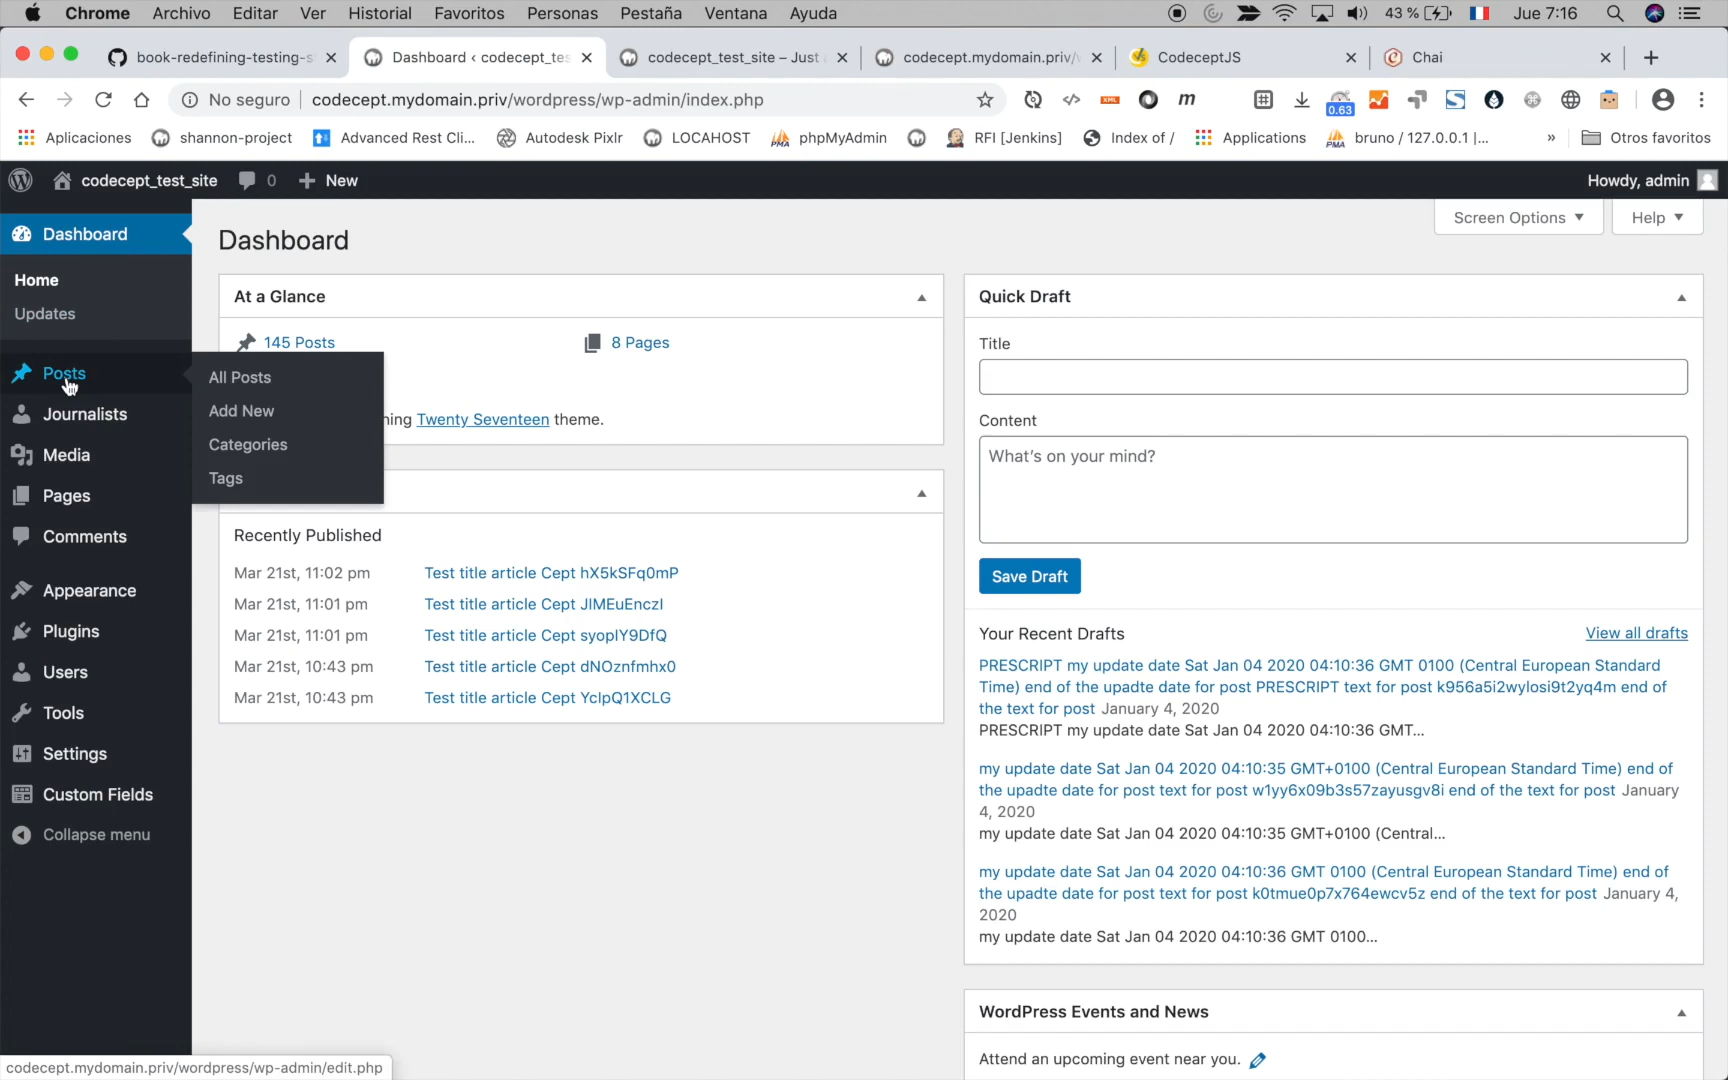 Chrome Archivo Editar Ver Historial Favoritos Personas Pestaña Ventana Ayuda 43 % Jue 7:16
book-redefining-testing-s Dashboard ‹ codecept_tes codecept_test_site – Just codecept.mydomain.priv/ CodeceptJS Chai
No seguro codecept.mydomain.priv/wordpress/wp-admin/index.php XML m 0.63
Aplicaciones shannon-project Advanced Rest Cli... Autodesk Pixlr LOCAHOST phpMyAdmin RFI [Jenkins] Index of / Applications bruno / 127.0.0.1 |... » Otros favoritos
codecept_test_site 0 New Howdy, admin
Screen Options Help
Dashboard
Home
Updates
Posts
Journalists
Media
Pages
Comments
Appearance
Plugins
Users
Tools
Settings
Custom Fields
Collapse menu
All Posts
Add New
Categories
Tags
Dashboard
At a Glance
145 Posts 8 Pages
ning Twenty Seventeen theme.
Recently Published
Mar 21st, 11:02 pm Test title article Cept hX5kSFq0mP
Mar 21st, 11:01 pm Test title article Cept JIMEuEnczI
Mar 21st, 11:01 pm Test title article Cept syopIY9DfQ
Mar 21st, 10:43 pm Test title article Cept dNOznfmhx0
Mar 21st, 10:43 pm Test title article Cept YcIpQ1XCLG
Quick Draft
Title
Content
What's on your mind?
Save Draft
Your Recent Drafts View all drafts
PRESCRIPT my update date Sat Jan 04 2020 04:10:36 GMT 0100 (Central European Standard
Time) end of the upadte date for post PRESCRIPT text for post k956a5i2wylosi9t2yq4m end of
the text for post January 4, 2020
PRESCRIPT my update date Sat Jan 04 2020 04:10:36 GMT...
my update date Sat Jan 04 2020 04:10:35 GMT+0100 (Central European Standard Time) end of
the upadte date for post text for post w1yy6x09b3s57zayusgv8i end of the text for post January
4, 2020
my update date Sat Jan 04 2020 04:10:35 GMT+0100 (Central...
my update date Sat Jan 04 2020 04:10:36 GMT 0100 (Central European Standard Time) end of
the upadte date for post text for post k0tmue0p7x764ewcv5z end of the text for post January 4,
2020
my update date Sat Jan 04 2020 04:10:36 GMT 0100...
WordPress Events and News
Attend an upcoming event near you.
codecept.mydomain.priv/wordpress/wp-admin/edit.php